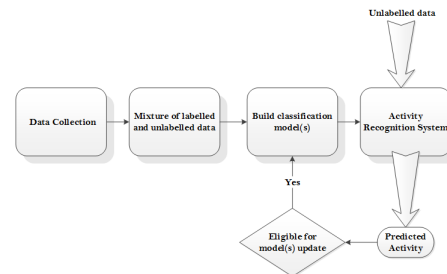 Unlabelled data
Data Collection
Mixture of labelled
and unlabelled data
Build classification
model(s)
Activity
Recognition System
Yes
Eligible for
model(s) update
Predicted
Activity